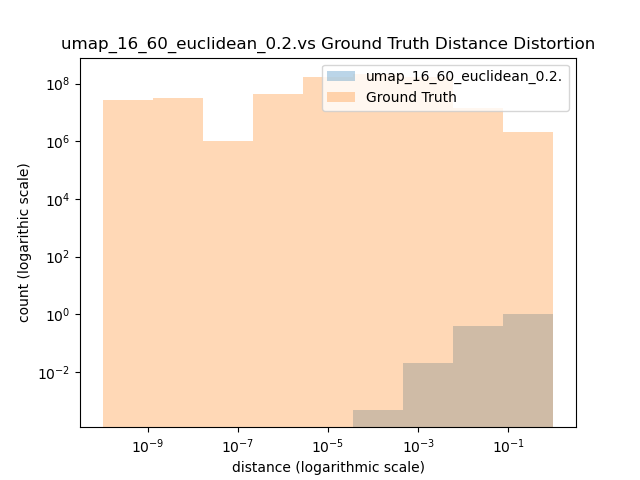 umap_16_60_euclidean_0.2.vs Ground Truth Distance Distortion
umap_16_60_euclidean_0.2.
Ground Truth
10^8
10^6
10^4
10^2
10^0
10^-2
count (logarithic scale)
10^-9 10^-7 10^-5 10^-3 10^-1
distance (logarithmic scale)